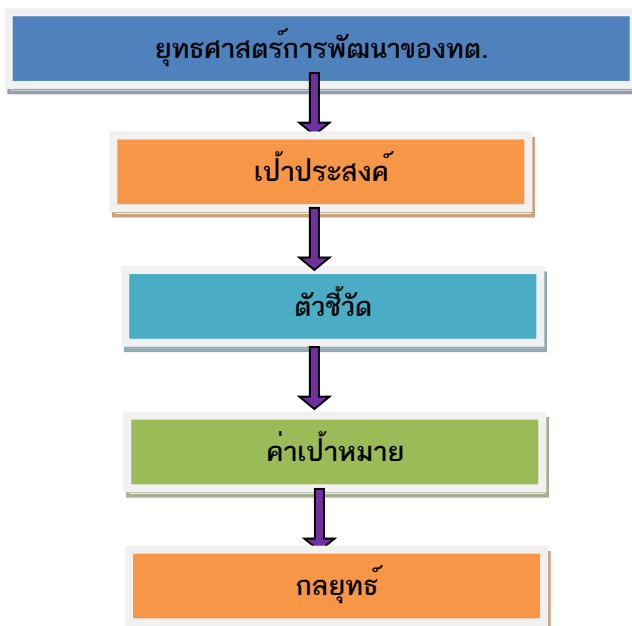 ยุทธศาสตร์การพัฒนาของทต.
เป้าประสงค์
ตัวชี้วัด
ค่าเป้าหมาย
กลยุทธ์